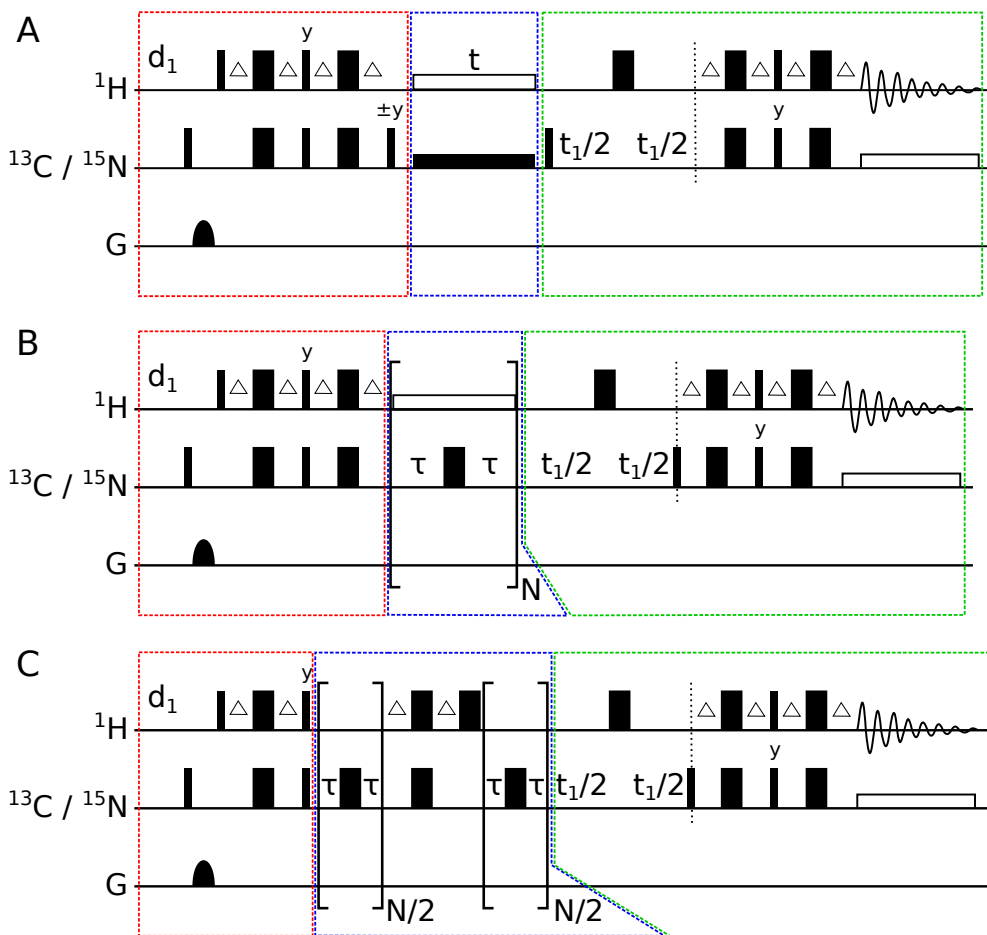 A
d₁ △ △ y △ △ t △ △ y △ △
¹H
±y
¹³C / ¹⁵N t₁/2 t₁/2
G
B
d₁ △ △ y △ △ △ △ △ △
¹H
¹³C / ¹⁵N τ τ t₁/2 t₁/2 y
G
N
C
d₁ △ △ y △ △ △ △ △ △
¹H
¹³C / ¹⁵N τ τ τ τ t₁/2 t₁/2 y
G
N/2 N/2